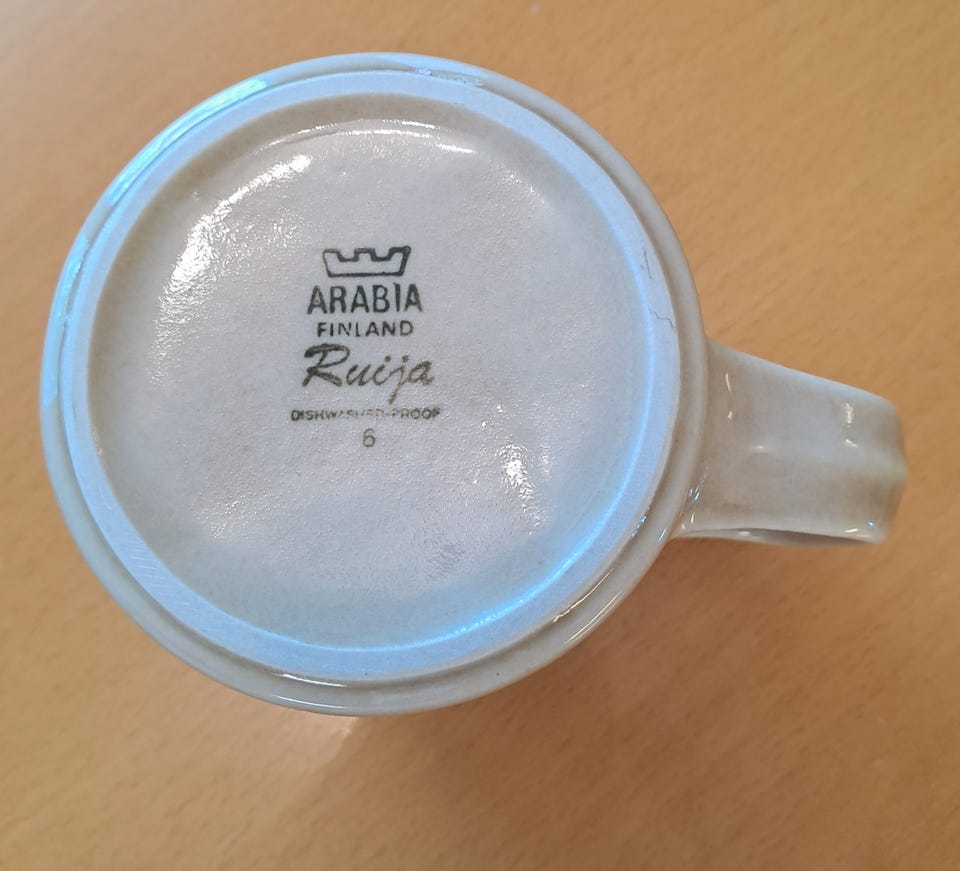 ARABIA
FINLAND
Ruija
DISHWASHER-PROOF
6